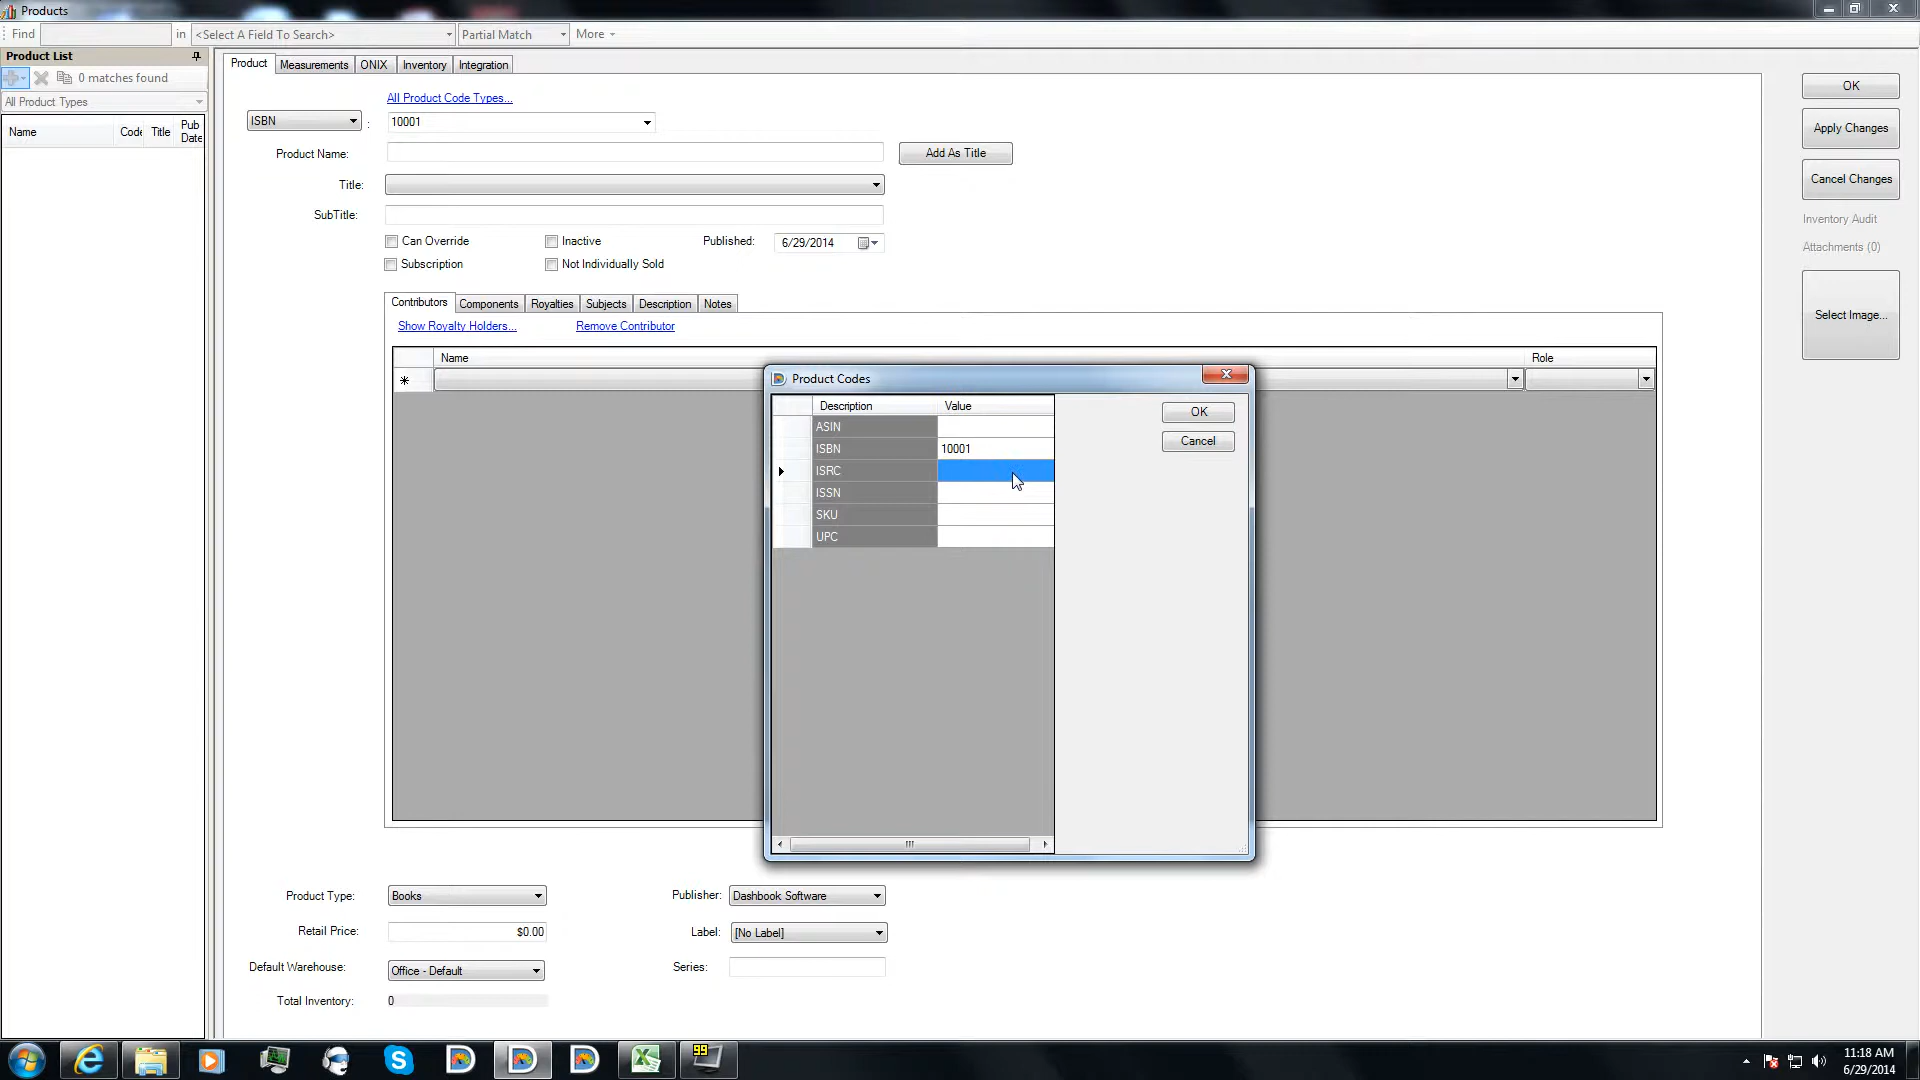 Products
Find in <Select A Field To Search> Partial Match More
Product List
0 matches found
All Product Types
Name Code Title Pub Date
Product Measurements ONIX Inventory Integration
All Product Code Types...
ISBN : 10001
Product Name: Add As Title
Title:
SubTitle:
Can Override Inactive Published: 6/29/2014
Subscription Not Individually Sold
Contributors Components Royalties Subjects Description Notes
Show Royalty Holders... Remove Contributor
Name Role
Product Codes
Description Value
ASIN
ISBN 10001
ISRC
ISSN
SKU
UPC
OK
Cancel
Product Type: Books Publisher: Dashbook Software
Retail Price: $0.00 Label: [No Label]
Default Warehouse: Office - Default Series:
Total Inventory: 0
OK
Apply Changes
Cancel Changes
Inventory Audit
Attachments (0)
Select Image...
99
11:18 AM
6/29/2014